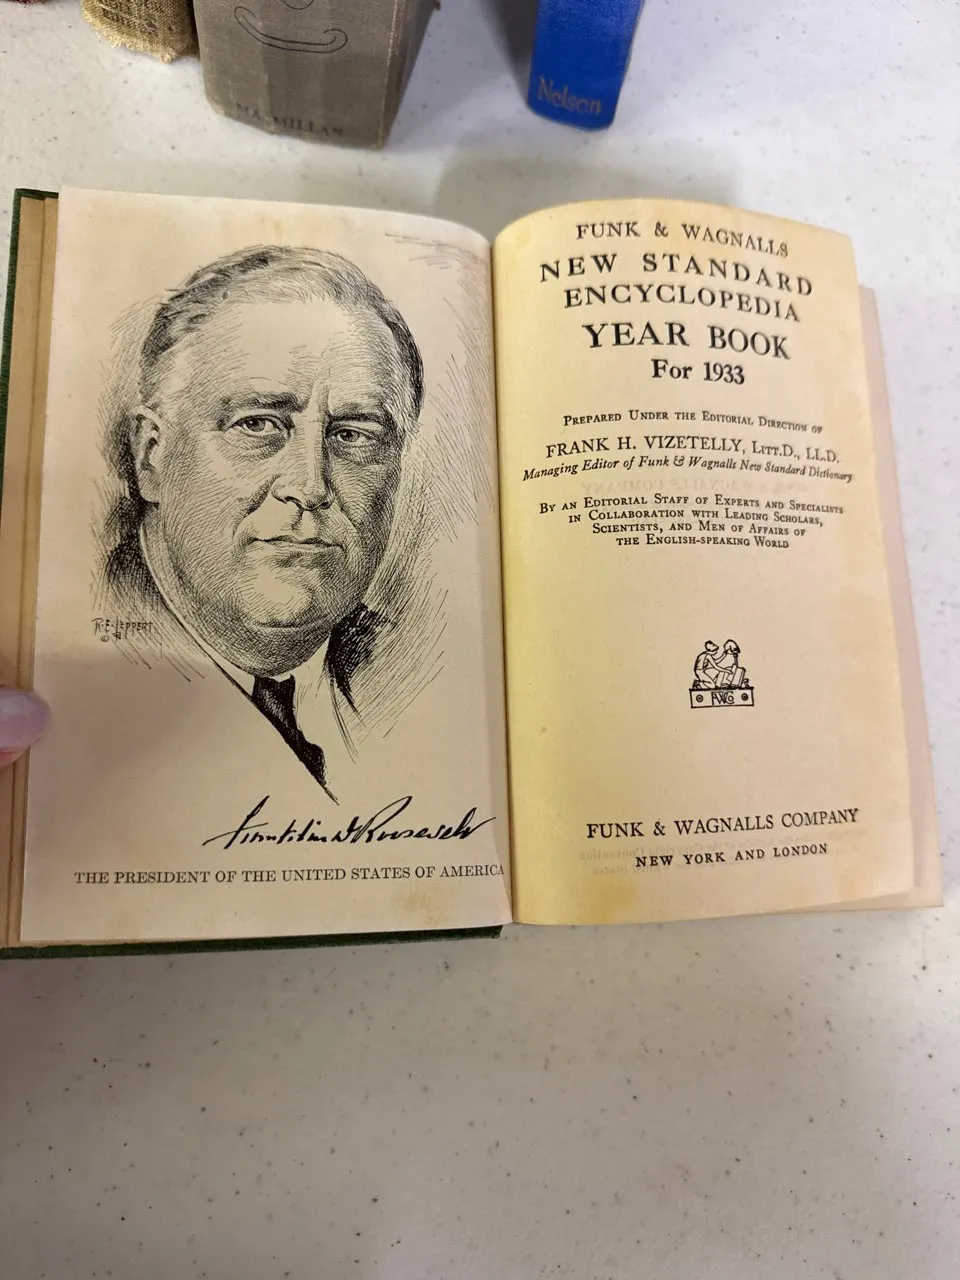 MACMILLAN
Nelson
R·E·LEPPERT
©
Franklin D Roosevelt
THE PRESIDENT OF THE UNITED STATES OF AMERICA
FUNK & WAGNALLS
NEW STANDARD
ENCYCLOPEDIA
YEAR BOOK
For 1933
PREPARED UNDER THE EDITORIAL DIRECTION OF
FRANK H. VIZETELLY, LITT.D., LL.D.
Managing Editor of Funk & Wagnalls New Standard Dictionary
BY AN EDITORIAL STAFF OF EXPERTS AND SPECIALISTS
IN COLLABORATION WITH LEADING SCHOLARS,
SCIENTISTS, AND MEN OF AFFAIRS OF
THE ENGLISH-SPEAKING WORLD
FUNK & WAGNALLS COMPANY
NEW YORK AND LONDON